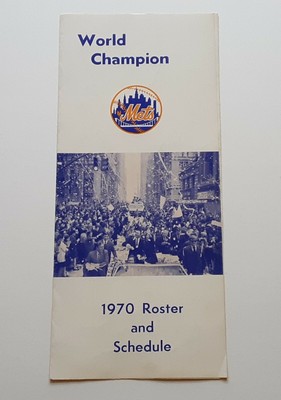 World
Champion
Mets
1970 Roster
and
Schedule